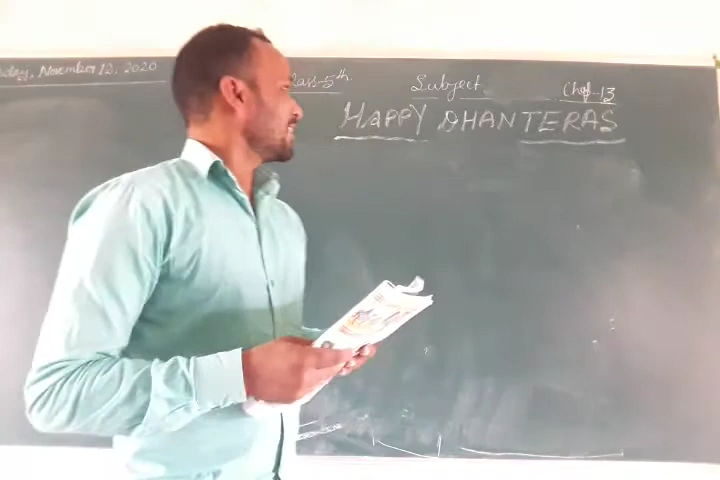 November 12, 2020 Class-5th. Subject Chap-13
HAPPY DHANTERAS